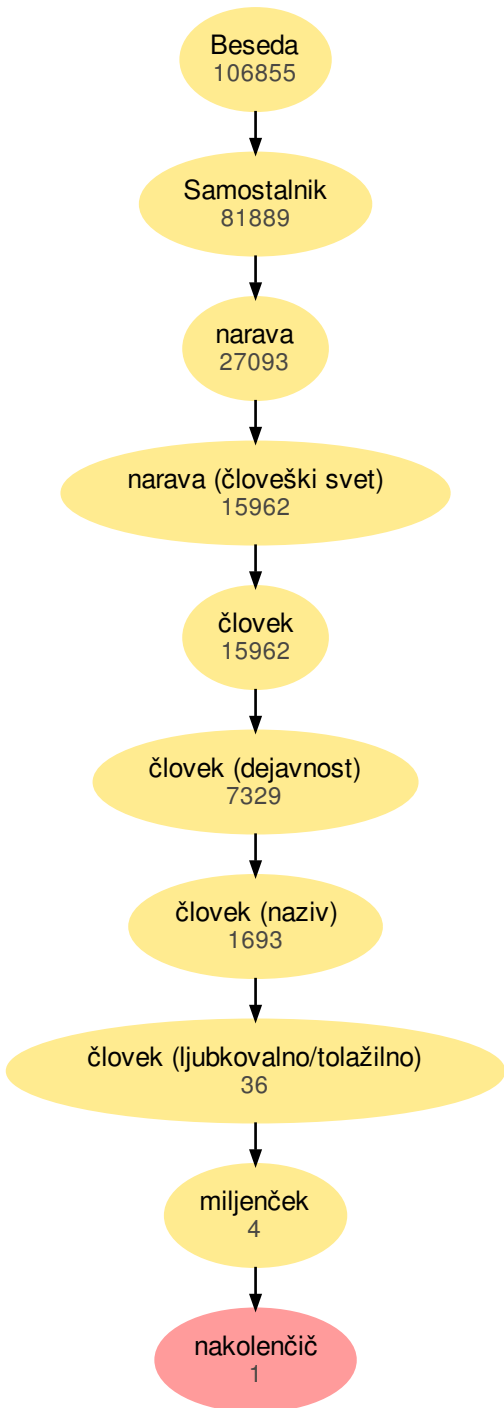 Beseda
106855
Samostalnik
81889
narava
27093
narava (človeški svet)
15962
človek
15962
človek (dejavnost)
7329
človek (naziv)
1693
človek (ljubkovalno/tolažilno)
36
miljenček
4
nakolenčič
1